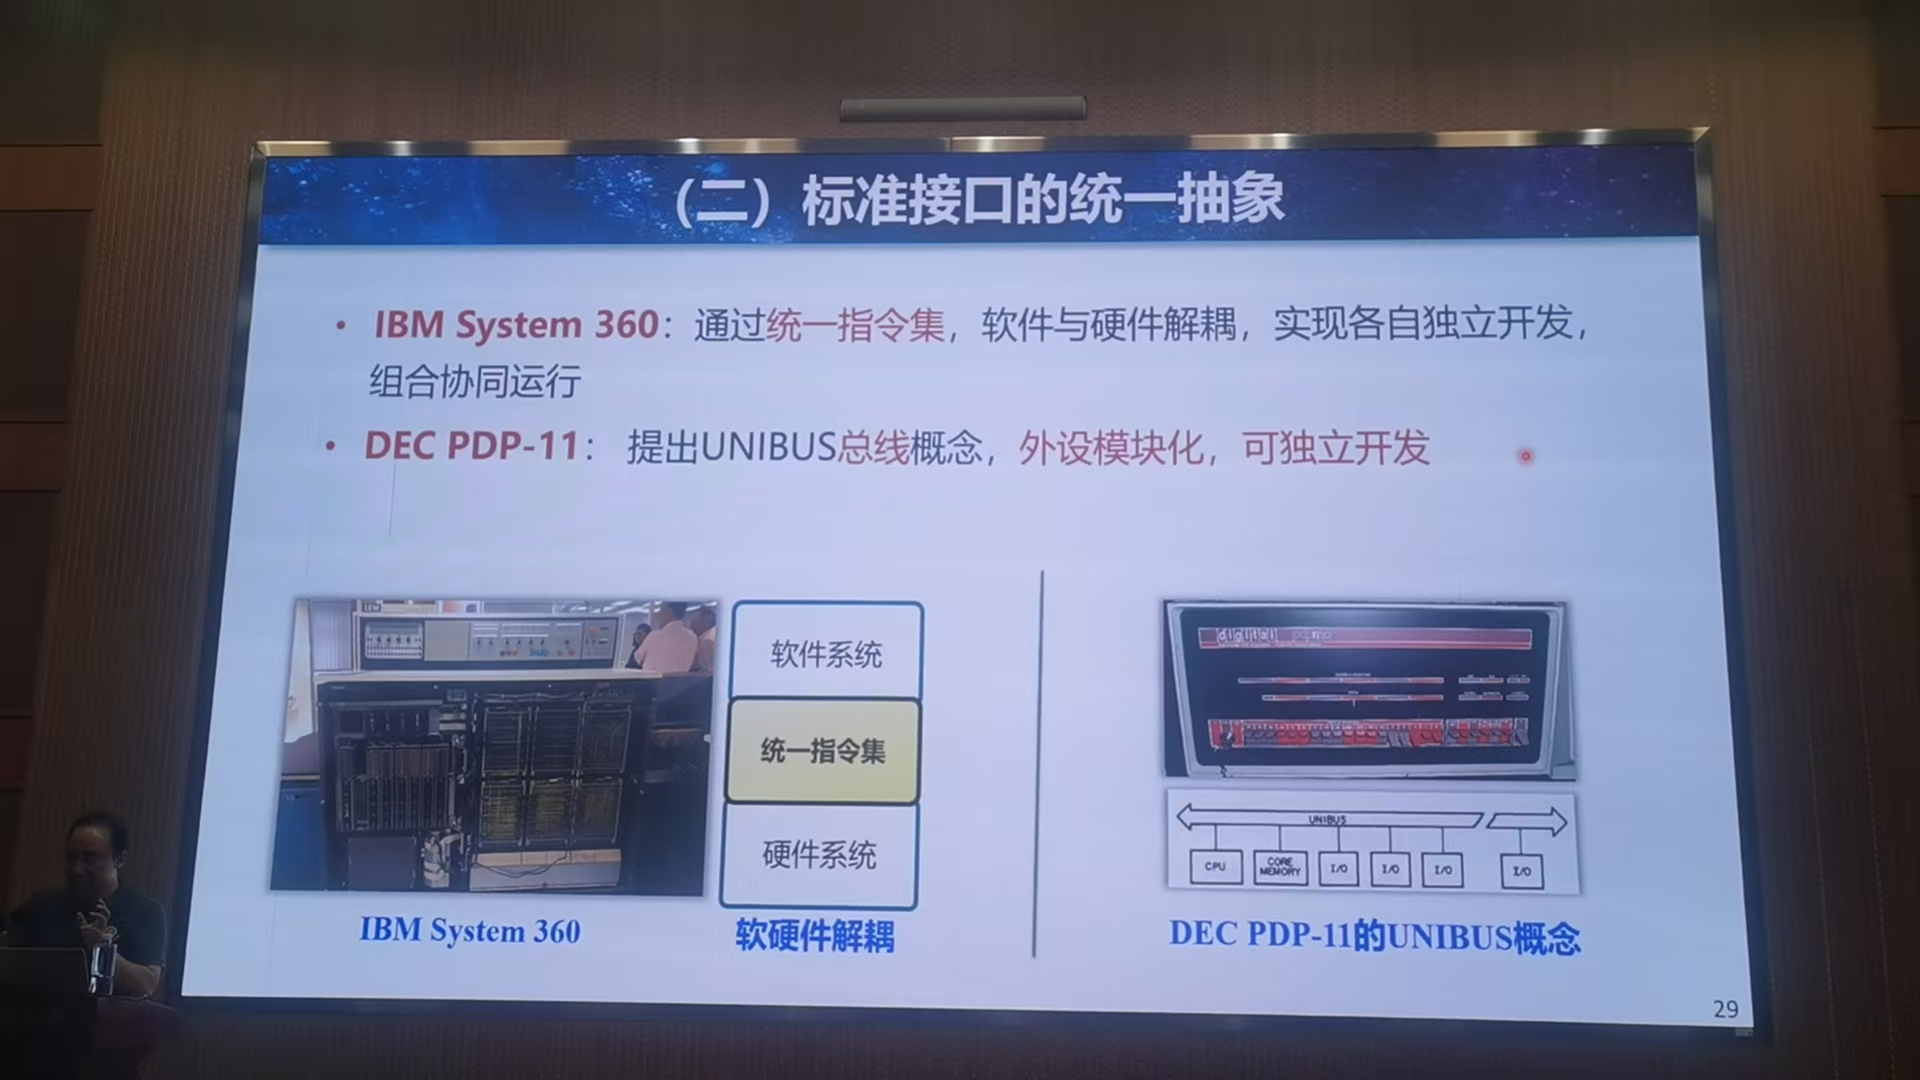 （二）标准接口的统一抽象
• IBM System 360：通过统一指令集，软件与硬件解耦，实现各自独立开发，
组合协同运行
• DEC PDP-11： 提出UNIBUS总线概念，外设模块化，可独立开发
IBM
软件系统
统一指令集
硬件系统
digital
UNIBUS
CPU
CORE
MEMORY
I/O
I/O
I/O
I/O
IBM System 360
软硬件解耦
DEC PDP-11的UNIBUS概念
29